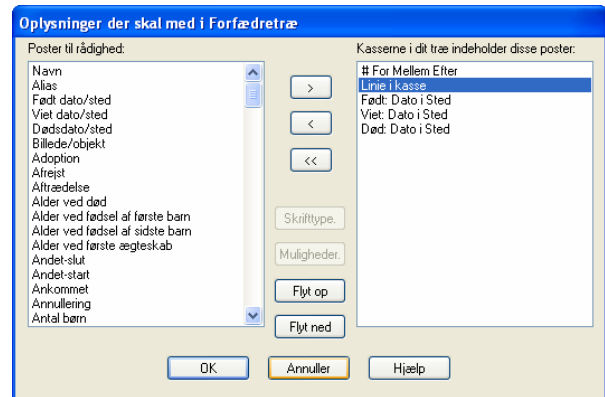 Oplysninger der skal med i Forfædretræ
Poster til rådighed:
Navn
Alias
Født dato/sted
Viet dato/sted
Dødsdato/sted
Billede/objekt
Adoption
Afrejst
Aftrædelse
Alder ved død
Alder ved fødsel af første barn
Alder ved fødsel af sidste barn
Alder ved første ægteskab
Andet-slut
Andet-start
Ankommet
Annullering
Antal børn
>
<
<<
Skrifttype.
Muligheder.
Flyt op
Flyt ned
Kasserne i dit træ indeholder disse poster:
# For Mellem Efter
Linie i kasse
Født: Dato i Sted
Viet: Dato i Sted
Død: Dato i Sted
OK
Annuller
Hjælp